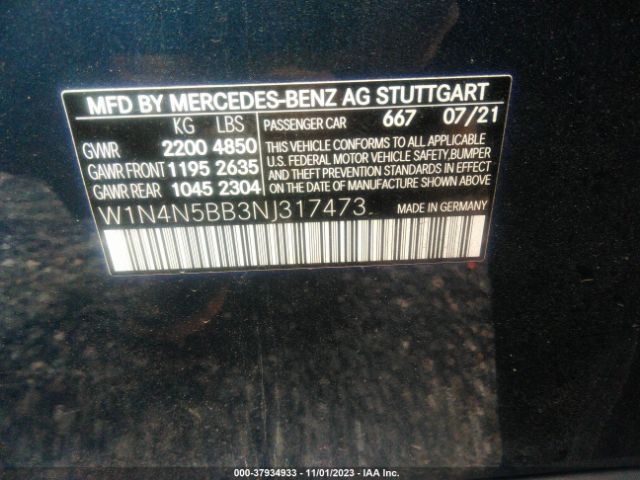 MFD BY MERCEDES-BENZ AG STUTTGART
KG LBS
GVWR 2200 4850
GAWR FRONT 1195 2635
GAWR REAR 1045 2304
PASSENGER CAR 667 07/21
THIS VEHICLE CONFORMS TO ALL APPLICABLE
U.S. FEDERAL MOTOR VEHICLE SAFETY, BUMPER
AND THEFT PREVENTION STANDARDS IN EFFECT
ON THE DATE OF MANUFACTURE SHOWN ABOVE.
W1N4N5BB3NJ317473
MADE IN GERMANY
000-37934933 - 11/01/2023 - IAA Inc.